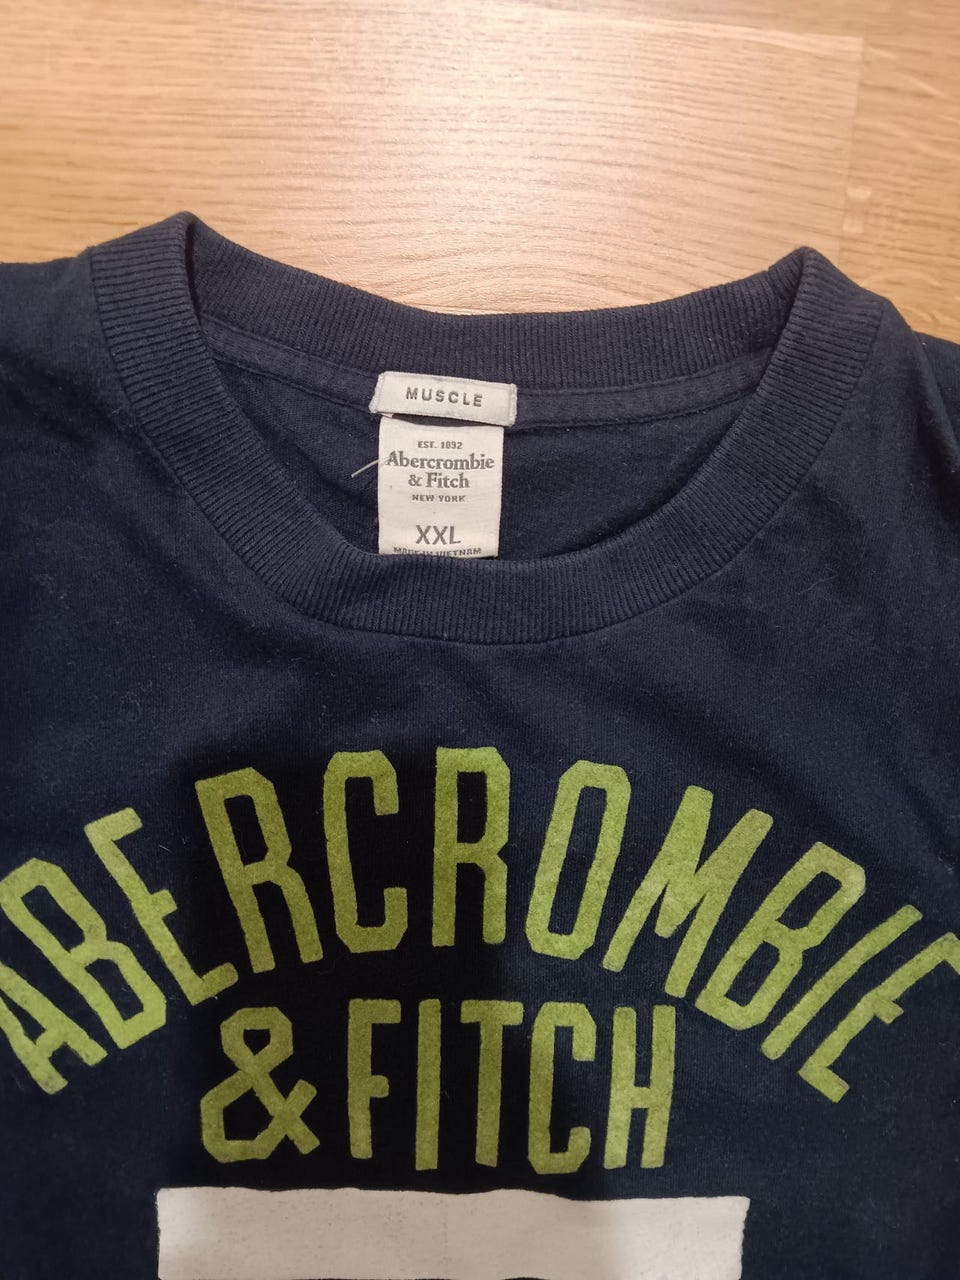 MUSCLE
EST. 1892
Abercrombie
& Fitch
NEW YORK
XXL
MADE IN VIETNAM
ABERCROMBIE
& FITCH